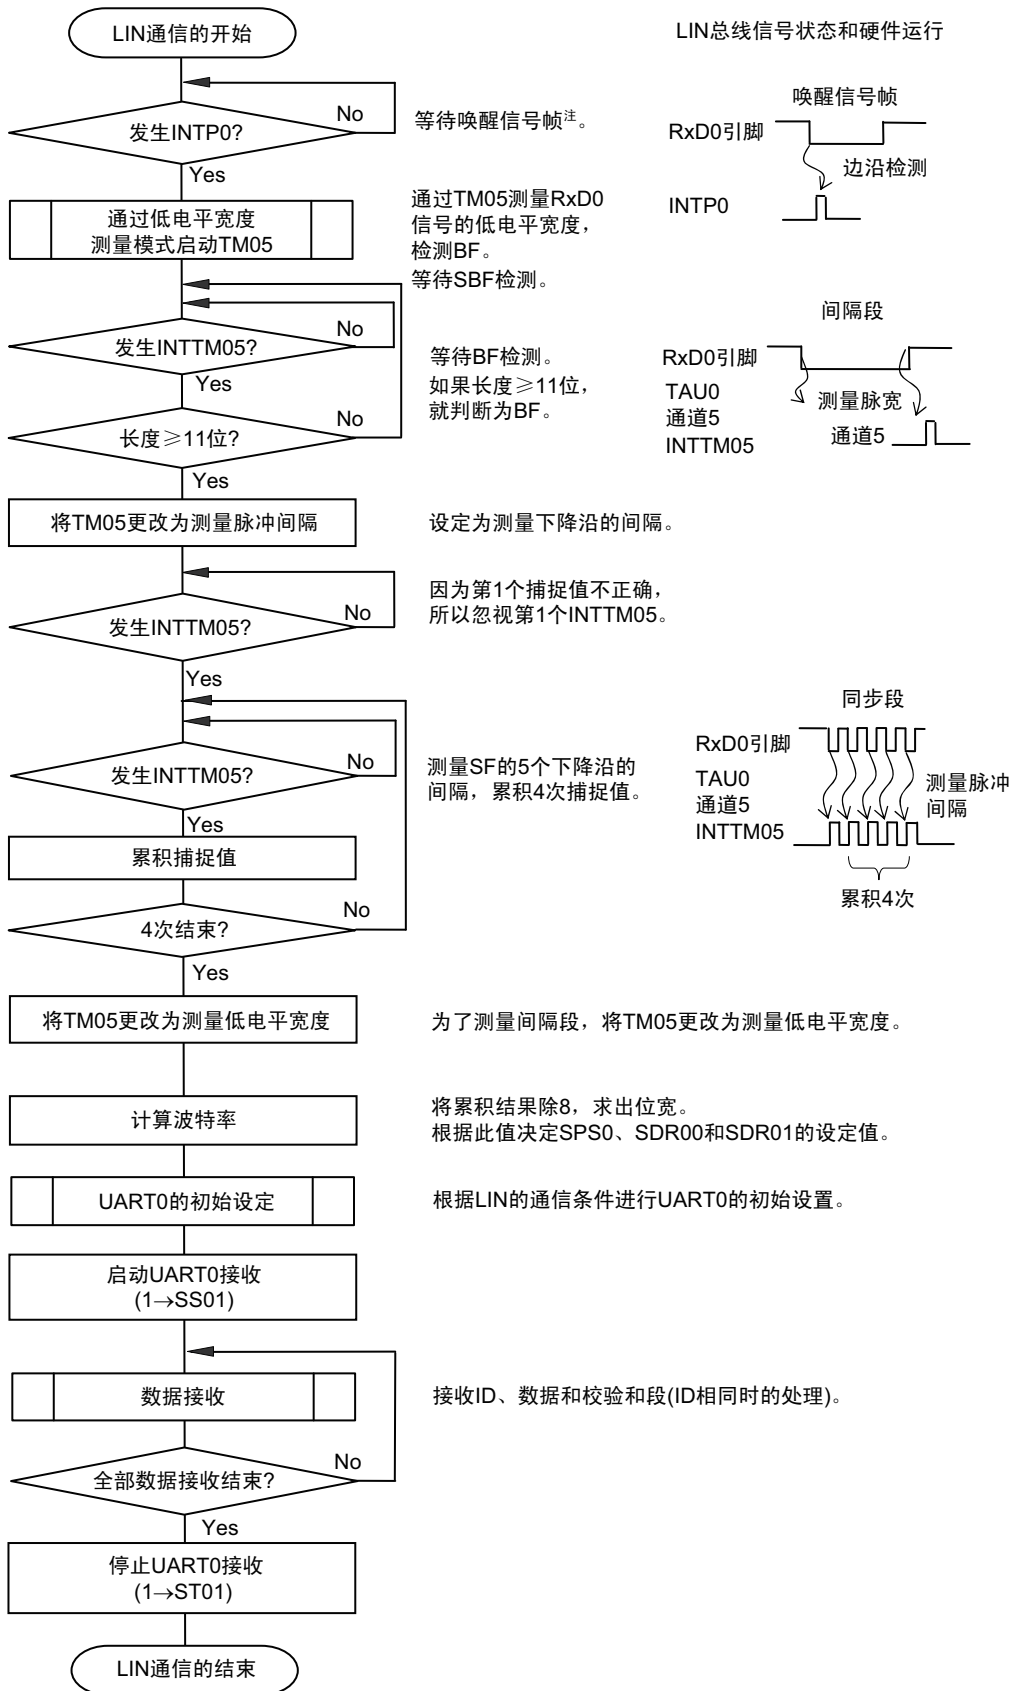 LIN通信的开始
LIN总线信号状态和硬件运行
发生INTP0?
No
Yes
等待唤醒信号帧注。
唤醒信号帧
RxD0引脚
边沿检测
INTP0
通过低电平宽度
测量模式启动TM05
通过TM05测量RxD0
信号的低电平宽度，
检测BF。
等待SBF检测。
发生INTTM05?
No
Yes
等待BF检测。
如果长度≥11位，
就判断为BF。
长度≥11位?
No
Yes
间隔段
RxD0引脚
TAU0
通道5
INTTM05
测量脉宽
通道5
将TM05更改为测量脉冲间隔
设定为测量下降沿的间隔。
发生INTTM05?
No
Yes
因为第1个捕捉值不正确，
所以忽视第1个INTTM05。
发生INTTM05?
No
Yes
测量SF的5个下降沿的
间隔，累积4次捕捉值。
同步段
RxD0引脚
TAU0
通道5
INTTM05
测量脉冲
间隔
累积4次
累积捕捉值
4次结束?
No
Yes
将TM05更改为测量低电平宽度
为了测量间隔段，将TM05更改为测量低电平宽度。
计算波特率
将累积结果除8，求出位宽。
根据此值决定SPS0、SDR00和SDR01的设定值。
UART0的初始设定
根据LIN的通信条件进行UART0的初始设置。
启动UART0接收
(1→SS01)
数据接收
接收ID、数据和校验和段(ID相同时的处理)。
全部数据接收结束?
No
Yes
停止UART0接收
(1→ST01)
LIN通信的结束